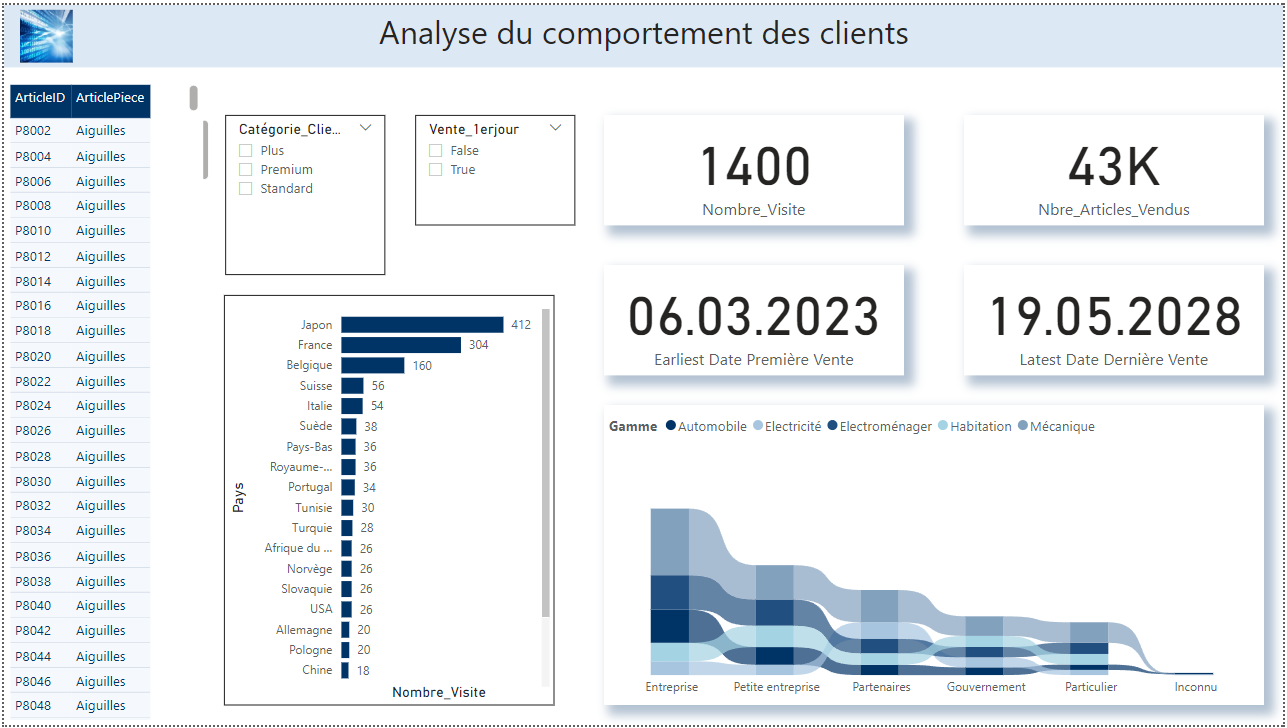 Analyse du comportement des clients
ArticleID ArticlePiece
P8002 Aiguilles
P8004 Aiguilles
P8006 Aiguilles
P8008 Aiguilles
P8010 Aiguilles
P8012 Aiguilles
P8014 Aiguilles
P8016 Aiguilles
P8018 Aiguilles
P8020 Aiguilles
P8022 Aiguilles
P8024 Aiguilles
P8026 Aiguilles
P8028 Aiguilles
P8030 Aiguilles
P8032 Aiguilles
P8034 Aiguilles
P8036 Aiguilles
P8038 Aiguilles
P8040 Aiguilles
P8042 Aiguilles
P8044 Aiguilles
P8046 Aiguilles
P8048 Aiguilles
Catégorie_Clie...
Plus
Premium
Standard
Vente_1erjour
False
True
1400
Nombre_Visite
43K
Nbre_Articles_Vendus
06.03.2023
Earliest Date Première Vente
19.05.2028
Latest Date Dernière Vente
Pays
Japon 412
France 304
Belgique 160
Suisse 56
Italie 54
Suède 38
Pays-Bas 36
Royaume-... 36
Portugal 34
Tunisie 30
Turquie 28
Afrique du ... 26
Norvège 26
Slovaquie 26
USA 26
Allemagne 20
Pologne 20
Chine 18
Nombre_Visite
Gamme Automobile Electricité Electroménager Habitation Mécanique
Entreprise Petite entreprise Partenaires Gouvernement Particulier Inconnu